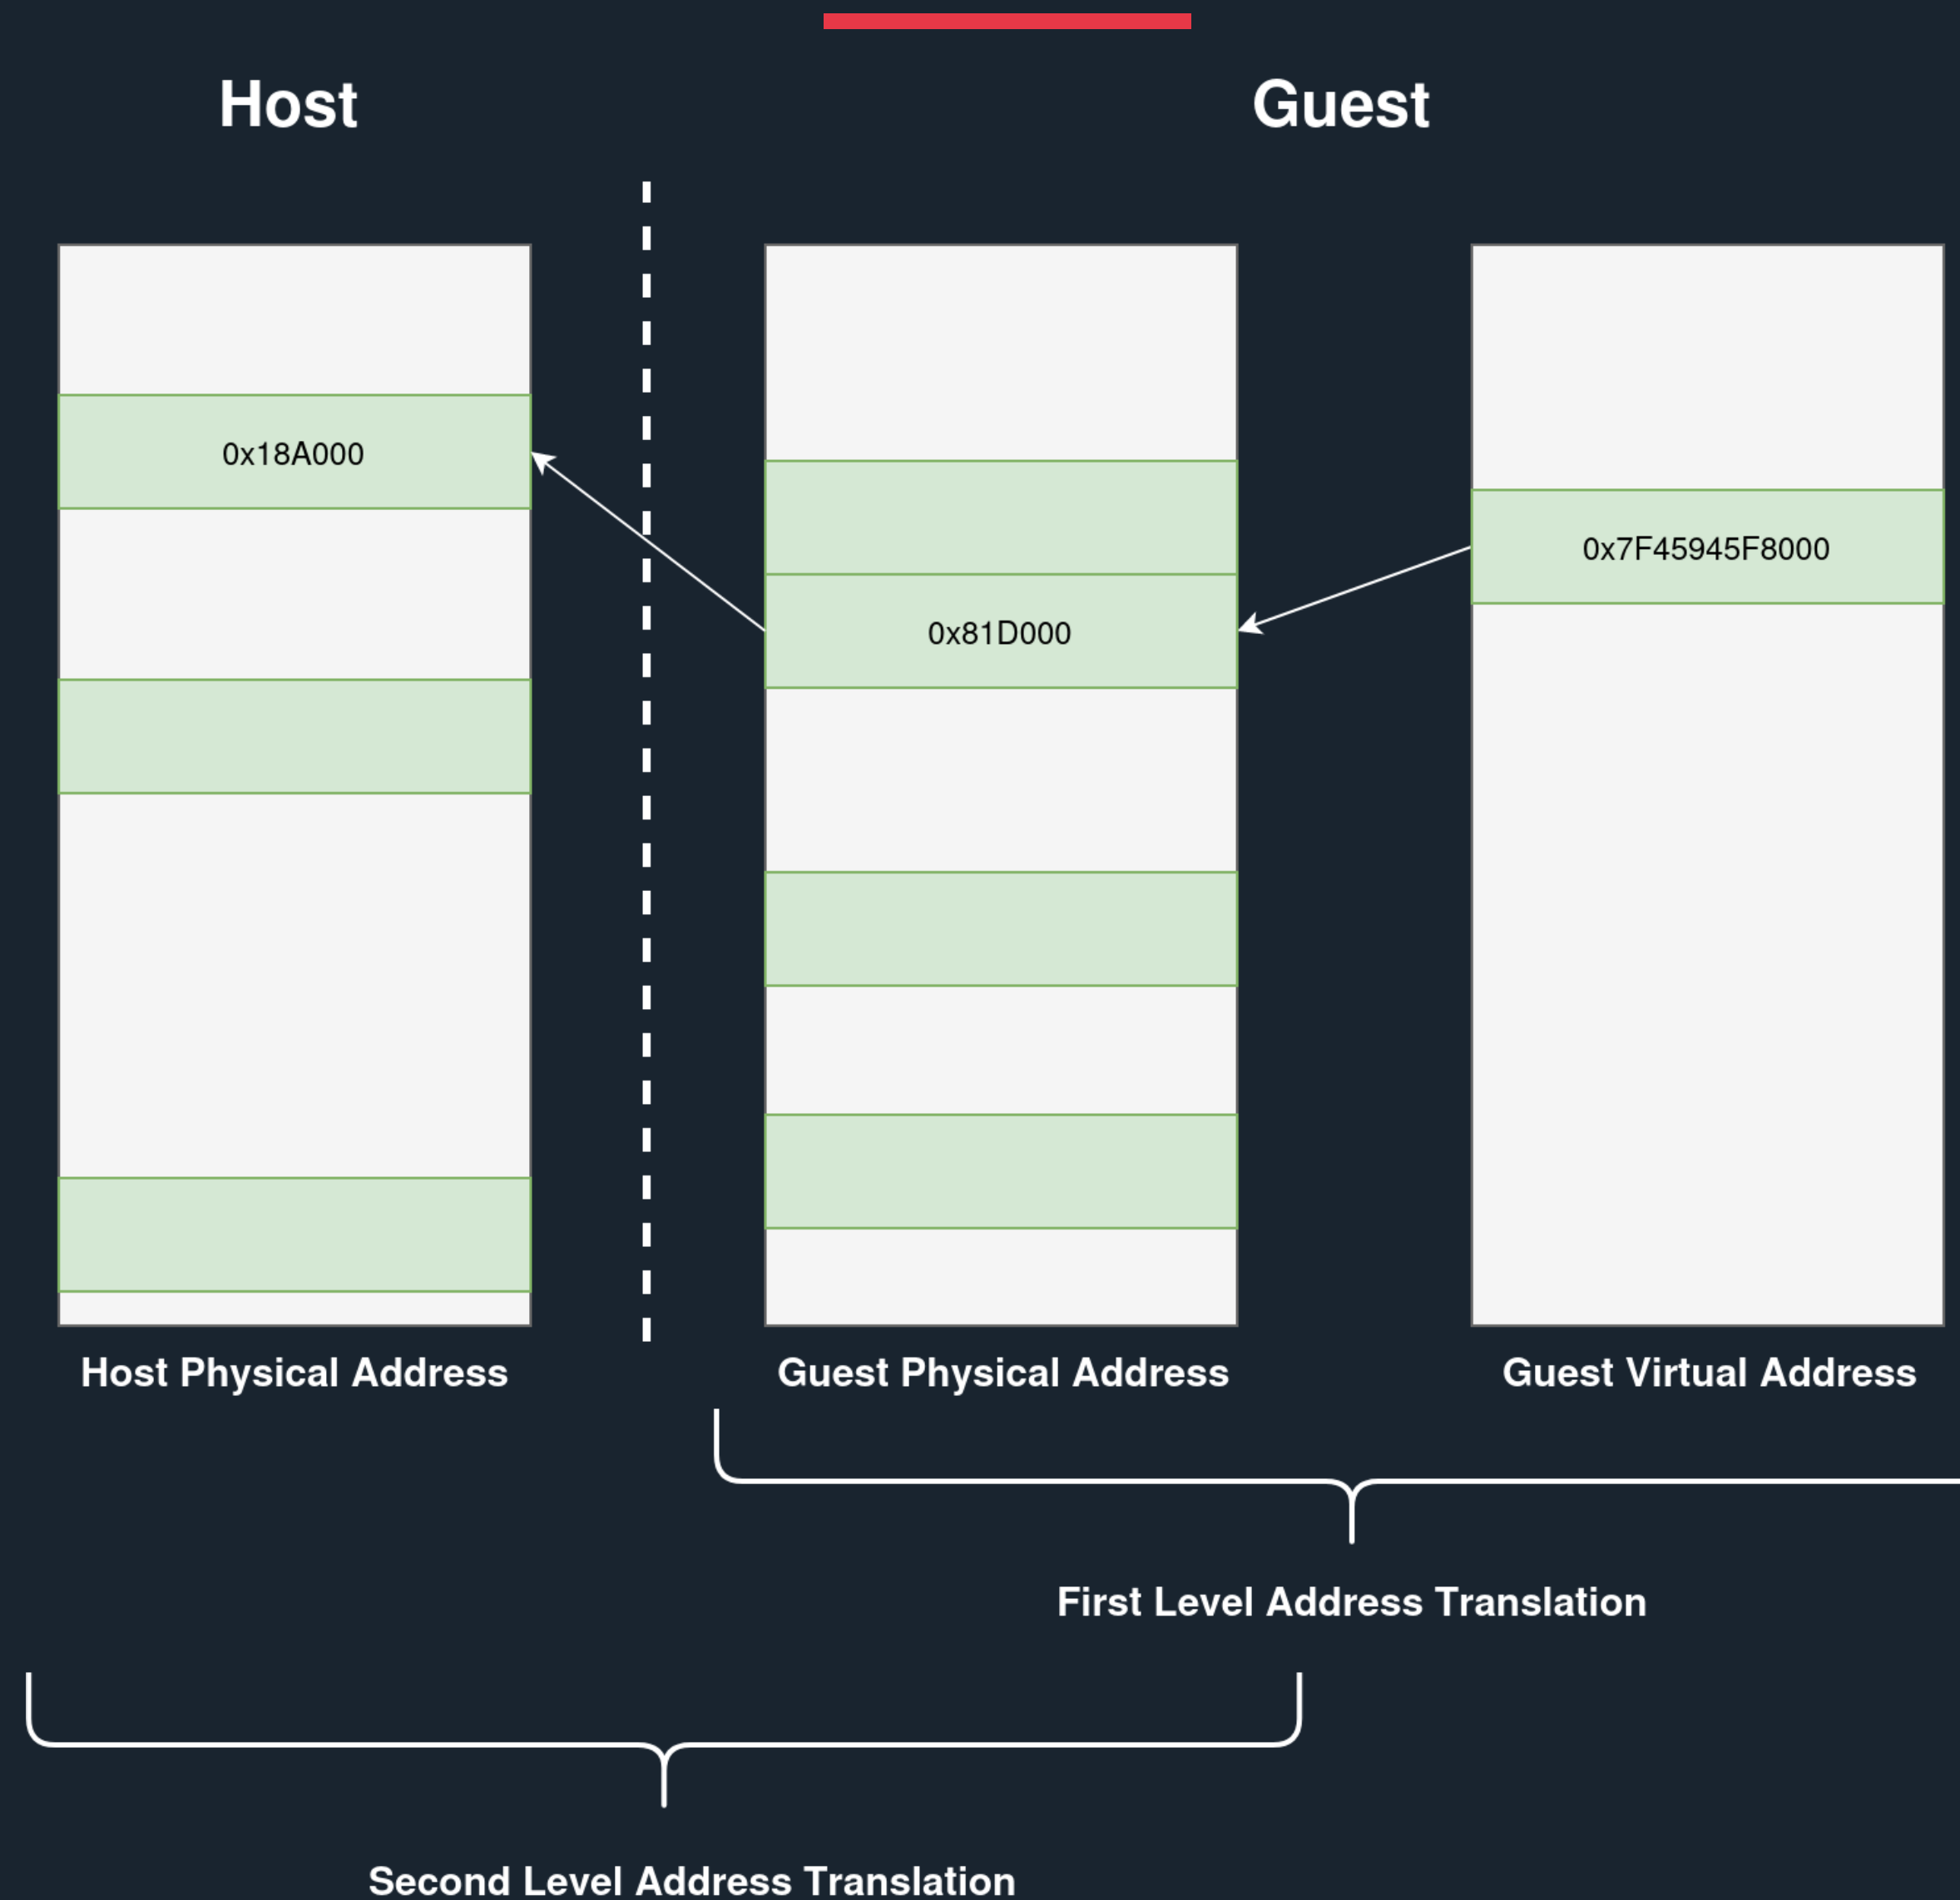 Host
Guest
0x18A000
0x7F45945F8000
0x81D000
Host Physical Address
Guest Physical Address
Guest Virtual Address
First Level Address Translation
Second Level Address Translation